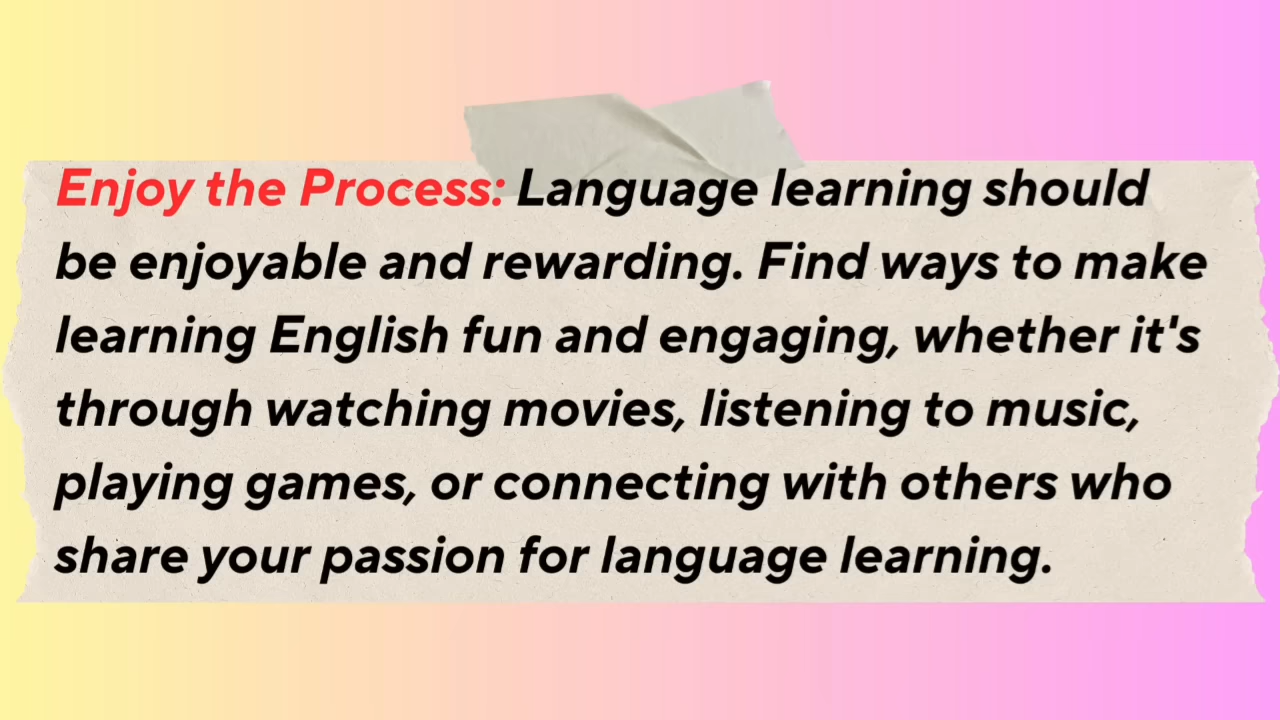 Enjoy the Process: Language learning should
be enjoyable and rewarding. Find ways to make
learning English fun and engaging, whether it's
through watching movies, listening to music,
playing games, or connecting with others who
share your passion for language learning.